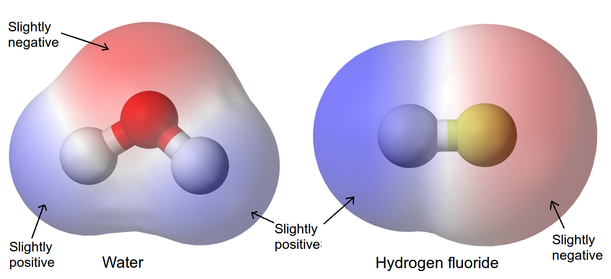 Slightly
negative
Slightly
positive
Water
Slightly
positive
Hydrogen fluoride
Slightly
negative